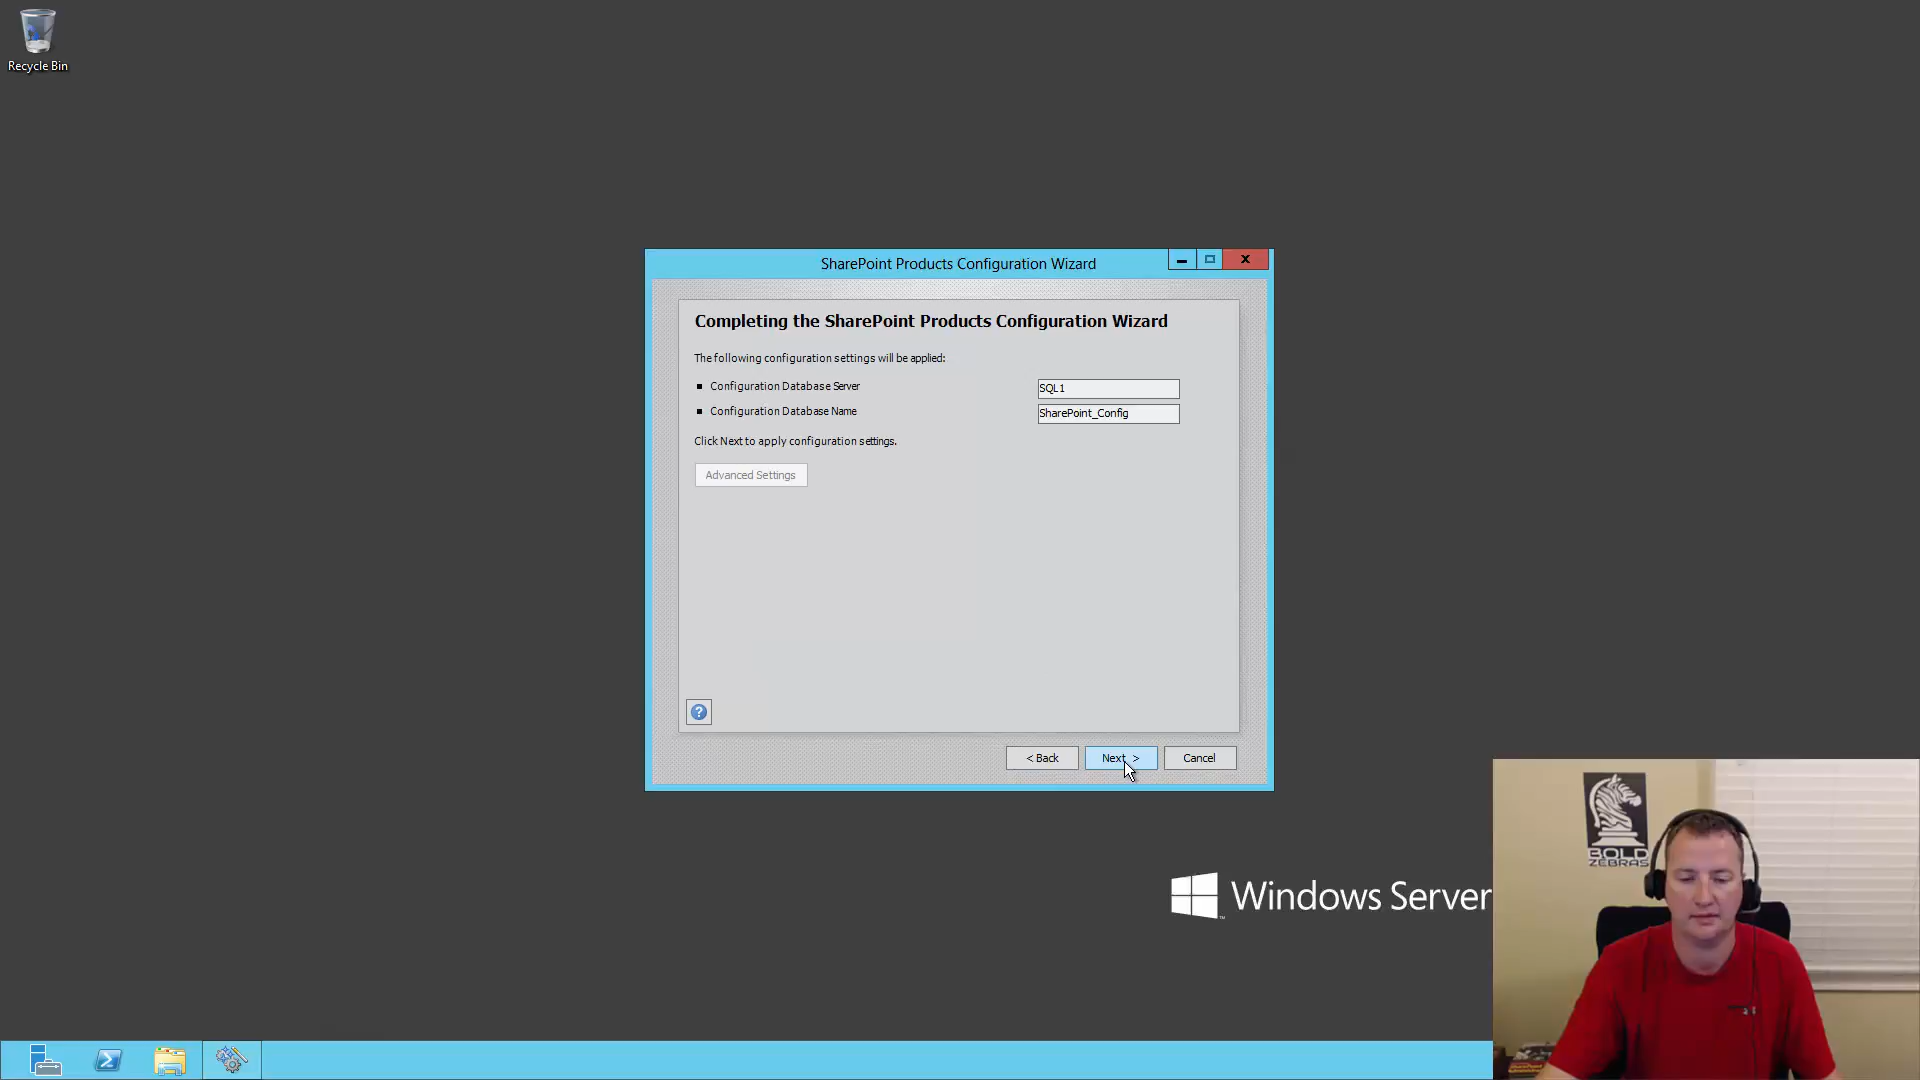 Recycle Bin
SharePoint Products Configuration Wizard
Completing the SharePoint Products Configuration Wizard
The following configuration settings will be applied:
Configuration Database Server
SQL1
Configuration Database Name
SharePoint_Config
Click Next to apply configuration settings.
Advanced Settings
?
< Back
Next >
Cancel
Windows Server
BOLD
ZEBRAS